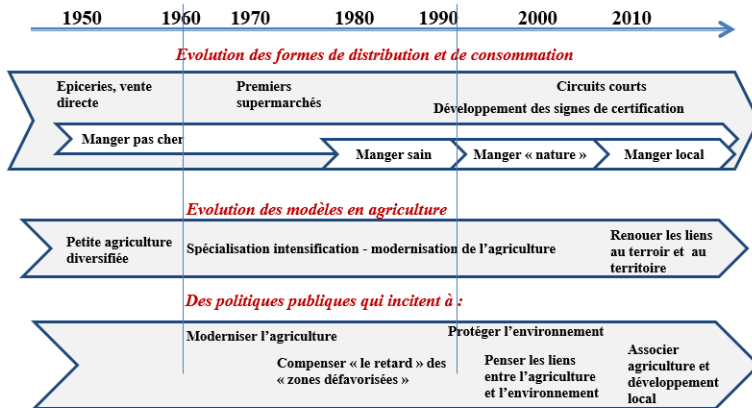 1950 1960 1970 1980 1990 2000 2010
Evolution des formes de distribution et de consommation
Epiceries, vente
directe
Premiers
supermarchés
Circuits courts
Développement des signes de certification
Manger pas cher
Manger sain
Manger « nature »
Manger local
Evolution des modèles en agriculture
Petite agriculture
diversifiée
Spécialisation intensification - modernisation de l’agriculture
Renouer les liens
au terroir et au
territoire
Des politiques publiques qui incitent à :
Moderniser l’agriculture
Protéger l’environnement
Compenser « le retard » des
« zones défavorisées »
Penser les liens
entre l’agriculture
et l’environnement
Associer
agriculture et
développement
local